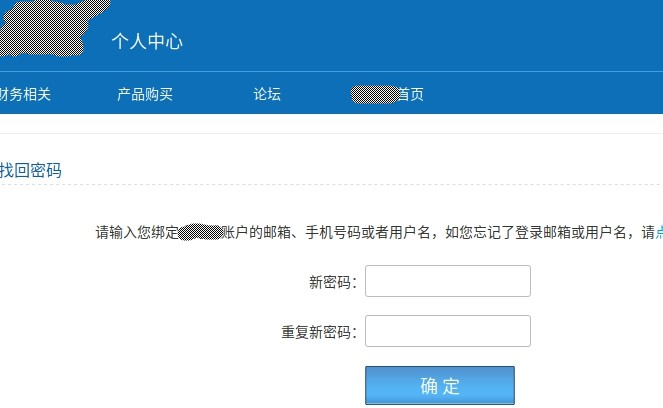 个人中心
财务相关 产品购买 论坛 首页
找回密码
请输入您绑定 账户的邮箱、手机号码或者用户名，如您忘记了登录邮箱或用户名，请
新密码：
重复新密码：
确 定